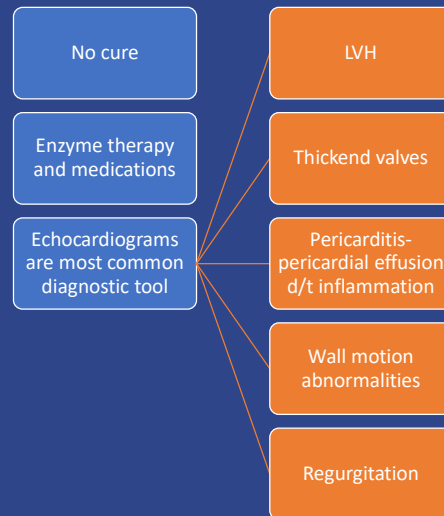 No cure
Enzyme therapy
and medications
Echocardiograms
are most common
diagnostic tool
LVH
Thickend valves
Pericarditis-
pericardial effusion
d/t inflammation
Wall motion
abnormalities
Regurgitation